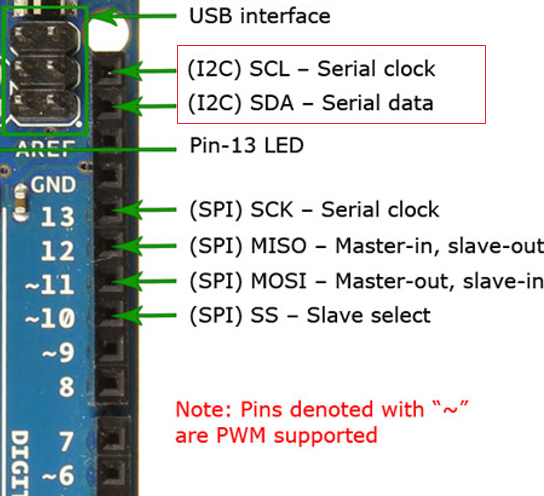 USB interface
(I2C) SCL – Serial clock
(I2C) SDA – Serial data
AREF
Pin-13 LED
GND
13
(SPI) SCK – Serial clock
12
(SPI) MISO – Master-in, slave-out
~11
(SPI) MOSI – Master-out, slave-in
~10
(SPI) SS – Slave select
~9
8
Note: Pins denoted with “~”
are PWM supported
7
~6
DIGIT